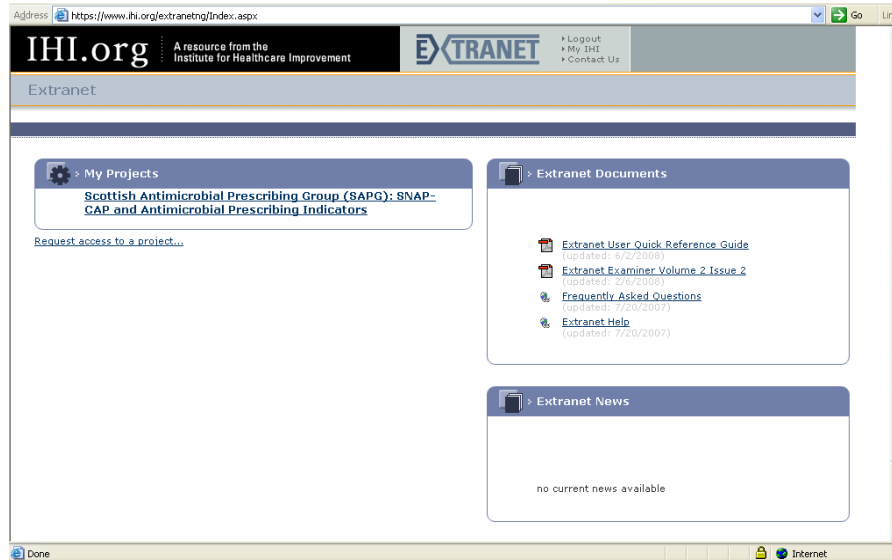 Address https://www.ihi.org/extranetng/Index.aspx Go
IHI.org
A resource from the
Institute for Healthcare Improvement
EXTRANET
Logout
My IHI
Contact Us
Extranet
> My Projects
Scottish Antimicrobial Prescribing Group (SAPG): SNAP-
CAP and Antimicrobial Prescribing Indicators
Request access to a project...
> Extranet Documents
Extranet User Quick Reference Guide
(updated: 6/2/2008)
Extranet Examiner Volume 2 Issue 2
(updated: 2/6/2008)
Frequently Asked Questions
(updated: 7/20/2007)
Extranet Help
(updated: 7/20/2007)
> Extranet News
no current news available
Done Internet